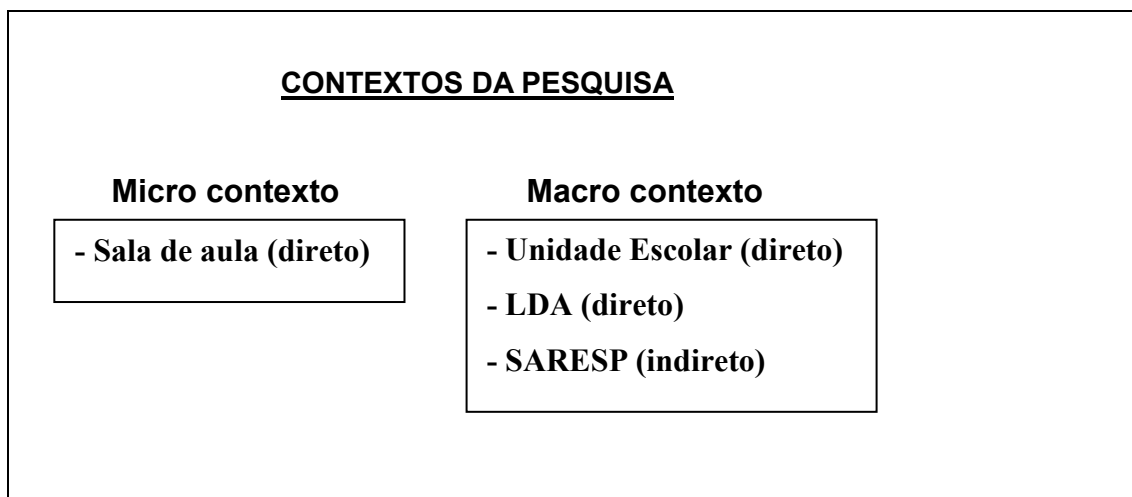 CONTEXTOS DA PESQUISA
Micro contexto
- Sala de aula (direto)
Macro contexto
- Unidade Escolar (direto)
- LDA (direto)
- SARESP (indireto)